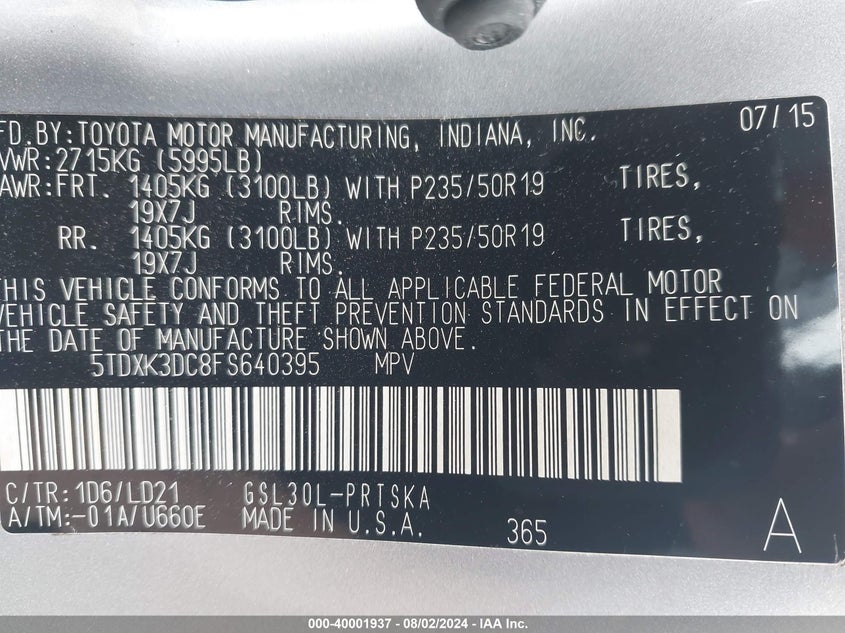 FD. BY: TOYOTA MOTOR MANUFACTURING, INDIANA, INC. 07/15
VWR: 2715KG (5995LB)
AWR: FRT. 1405KG (3100LB) WITH P235/50R19 TIRES,
19X7J RIMS.
RR. 1405KG (3100LB) WITH P235/50R19 TIRES,
19X7J RIMS.
THIS VEHICLE CONFORMS TO ALL APPLICABLE FEDERAL MOTOR
VEHICLE SAFETY AND THEFT PREVENTION STANDARDS IN EFFECT ON
THE DATE OF MANUFACTURE SHOWN ABOVE.
5TDXK3DC8FS640395 MPV
C/TR: 1D6/LD21 GSL30L-PRTSKA
A/TM:-01A/U660E MADE IN U.S.A. 365 A
000-40001937 - 08/02/2024 - IAA Inc.